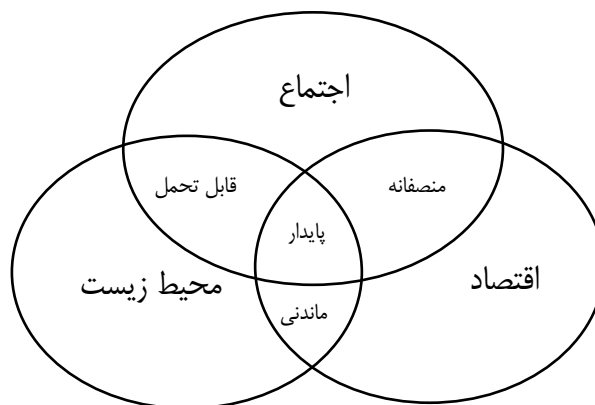 اجتماع
منصفانه
قابل تحمل
پایدار
اقتصاد
محیط زیست
ماندنی